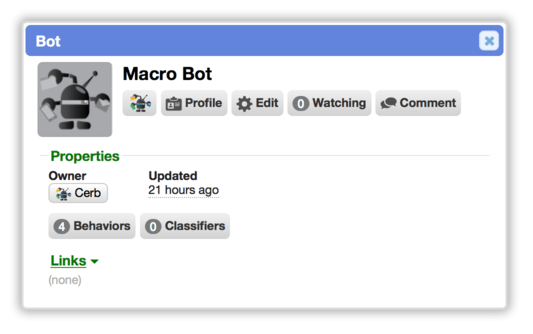 Bot
Macro Bot
Profile Edit 0 Watching Comment
Properties
Owner Updated
Cerb 21 hours ago
4 Behaviors 0 Classifiers
Links
(none)